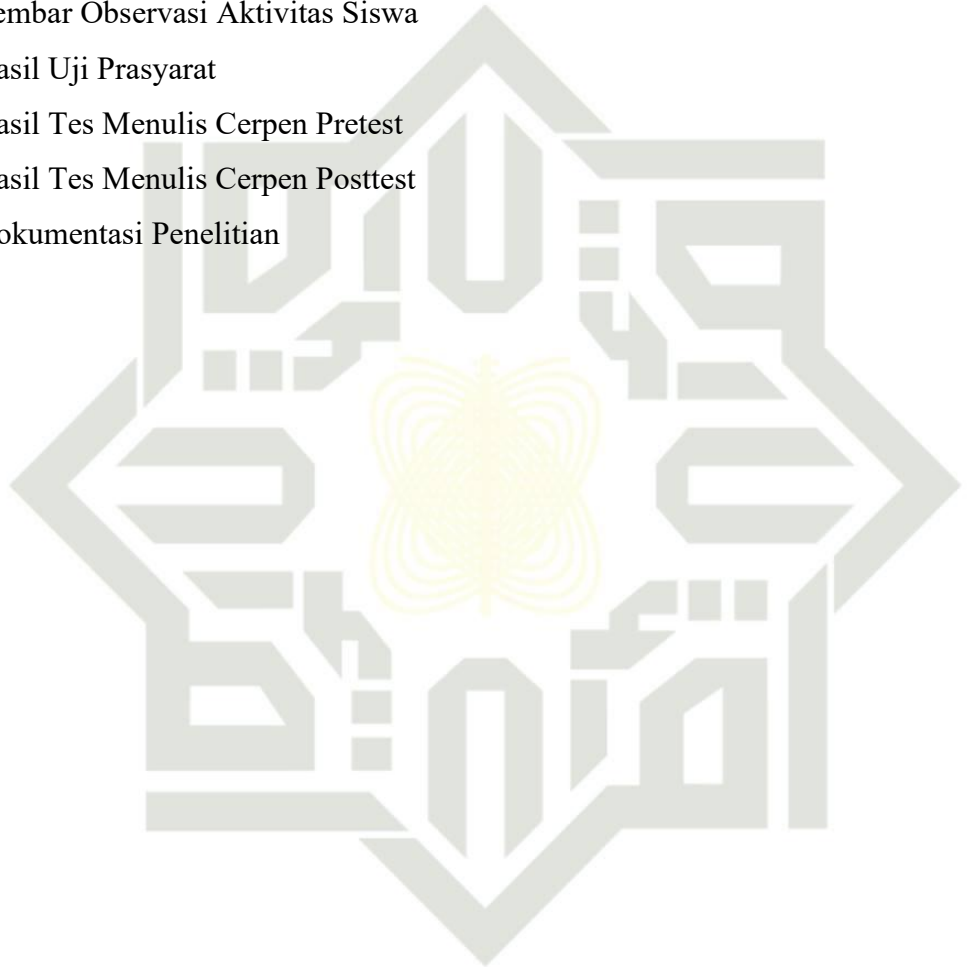 embar Observasi Aktivitas Siswa
asil Uji Prasyarat
asil Tes Menulis Cerpen Pretest
asil Tes Menulis Cerpen Posttest
okumentasi Penelitian